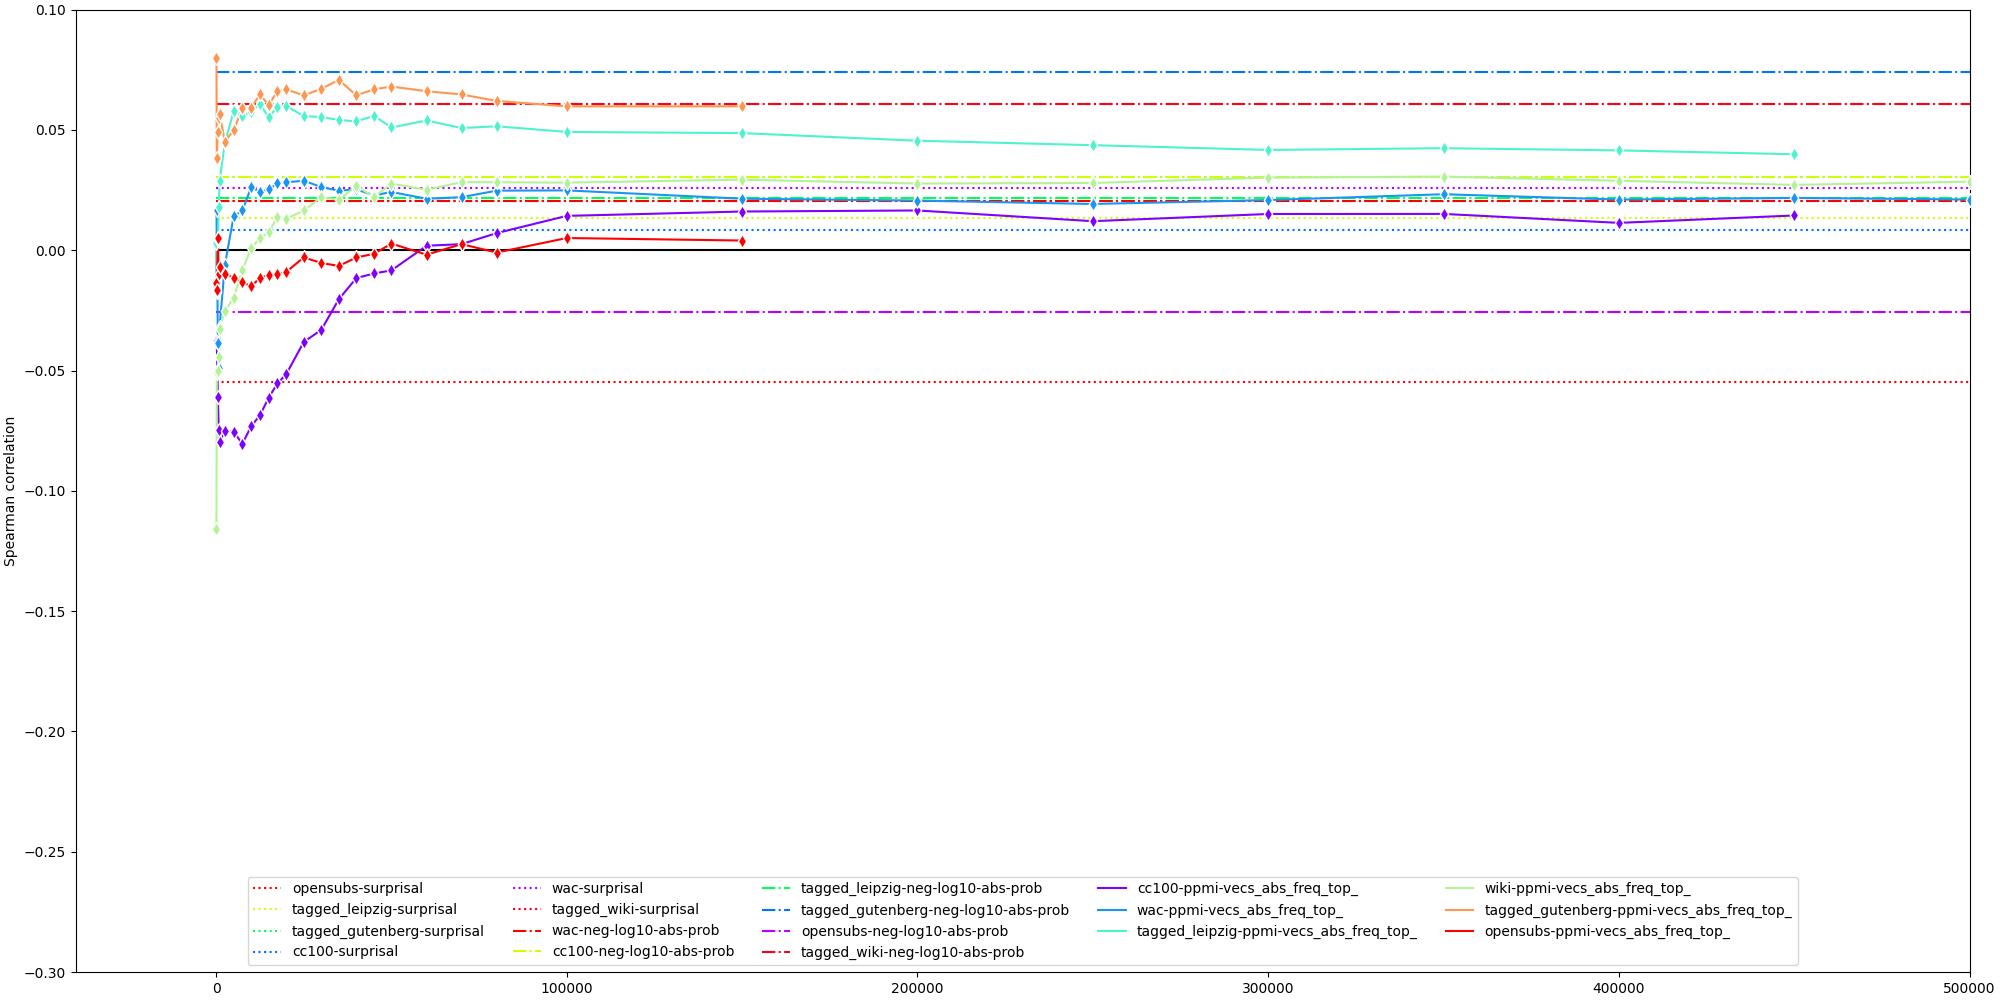 0.10
0.05
0.00
−0.05
−0.10
−0.15
−0.20
−0.25
−0.30
Spearman correlation
opensubs-surprisal
tagged_leipzig-surprisal
tagged_gutenberg-surprisal
cc100-surprisal
wac-surprisal
tagged_wiki-surprisal
wac-neg-log10-abs-prob
cc100-neg-log10-abs-prob
tagged_leipzig-neg-log10-abs-prob
tagged_gutenberg-neg-log10-abs-prob
opensubs-neg-log10-abs-prob
tagged_wiki-neg-log10-abs-prob
cc100-ppmi-vecs_abs_freq_top_
wac-ppmi-vecs_abs_freq_top_
tagged_leipzig-ppmi-vecs_abs_freq_top_
wiki-ppmi-vecs_abs_freq_top_
tagged_gutenberg-ppmi-vecs_abs_freq_top_
opensubs-ppmi-vecs_abs_freq_top_
0 100000 200000 300000 400000 500000